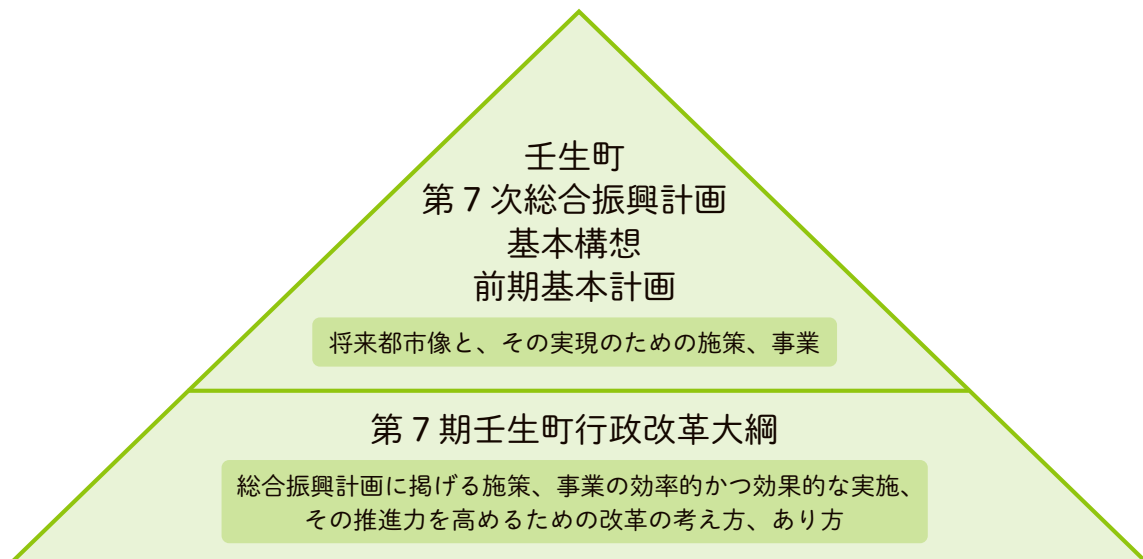 壬生町
第7次総合振興計画
基本構想
前期基本計画
将来都市像と、その実現のための施策、事業
第7期壬生町行政改革大綱
総合振興計画に掲げる施策、事業の効率的かつ効果的な実施、
その推進力を高めるための改革の考え方、あり方